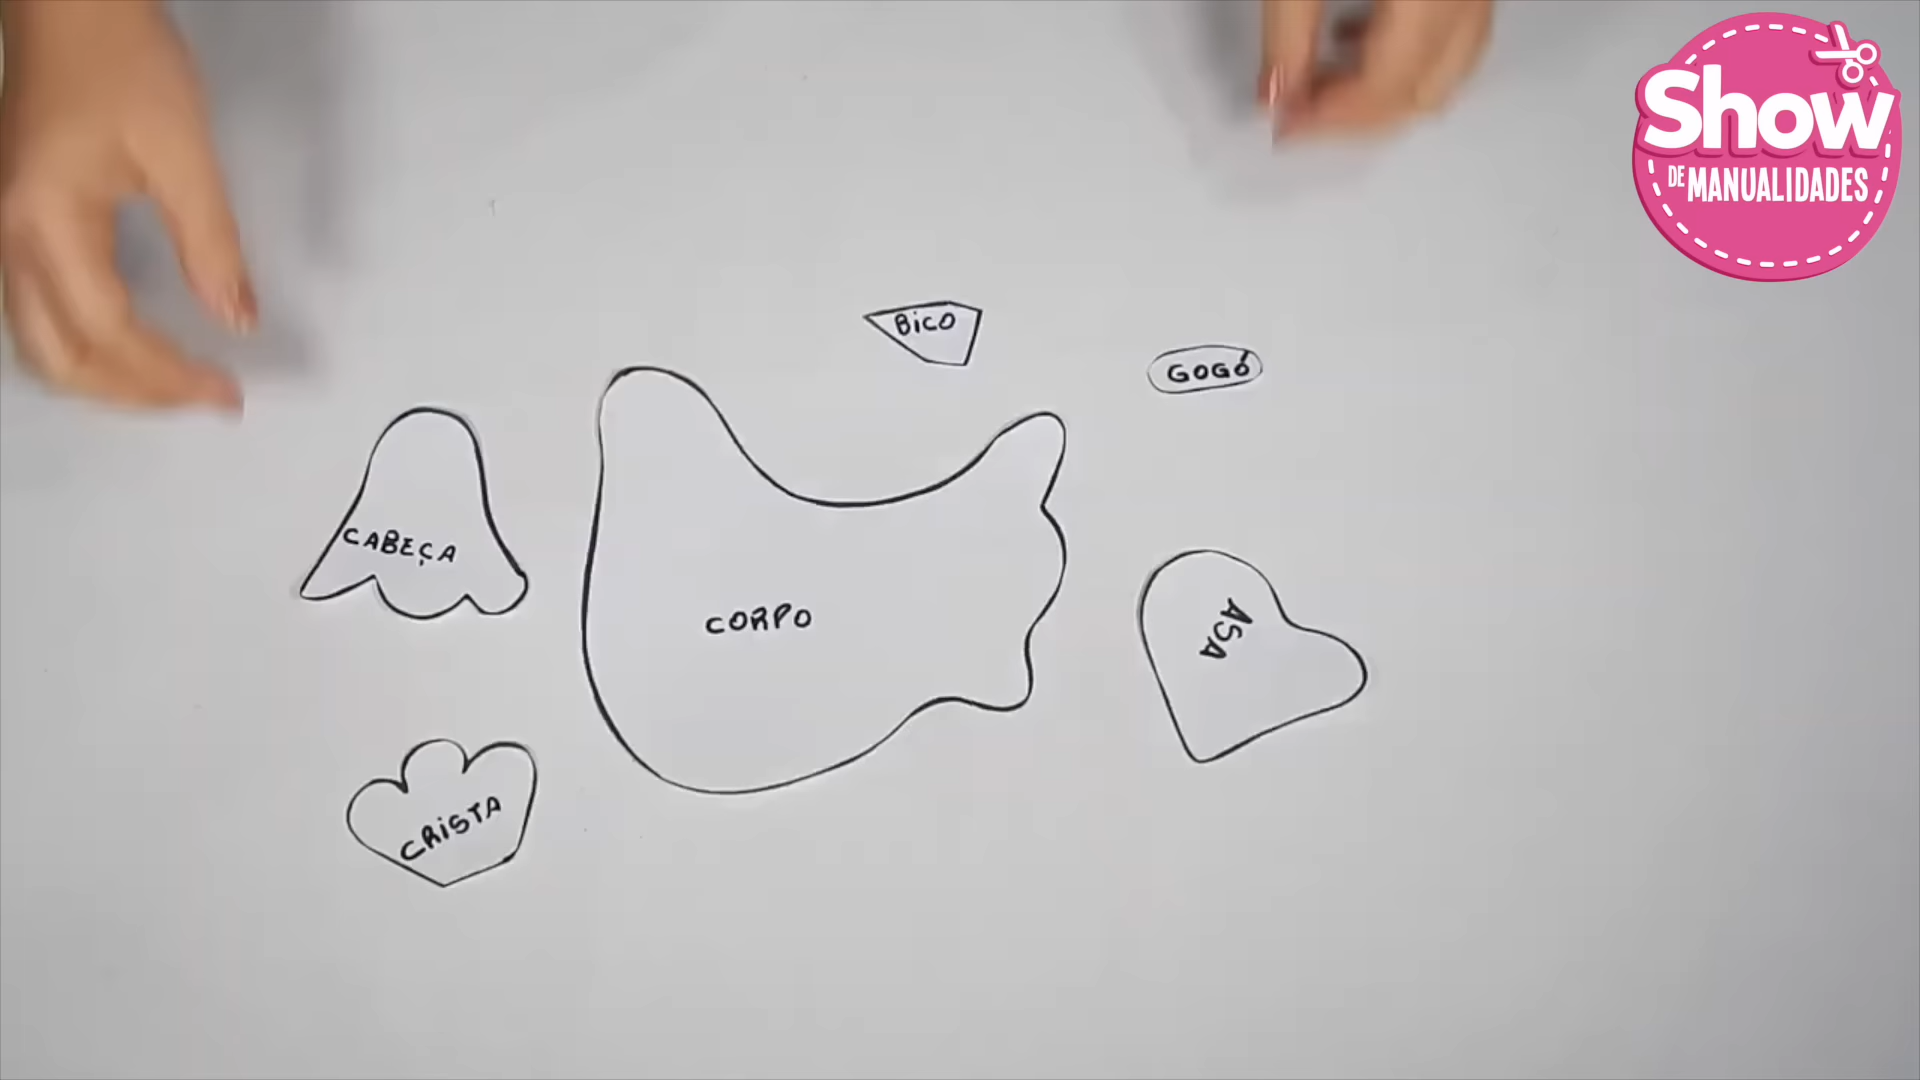 Show
DE MANUALIDADES
BICO
GOGÓ
CABEÇA
CORPO
ASA
CRISTA